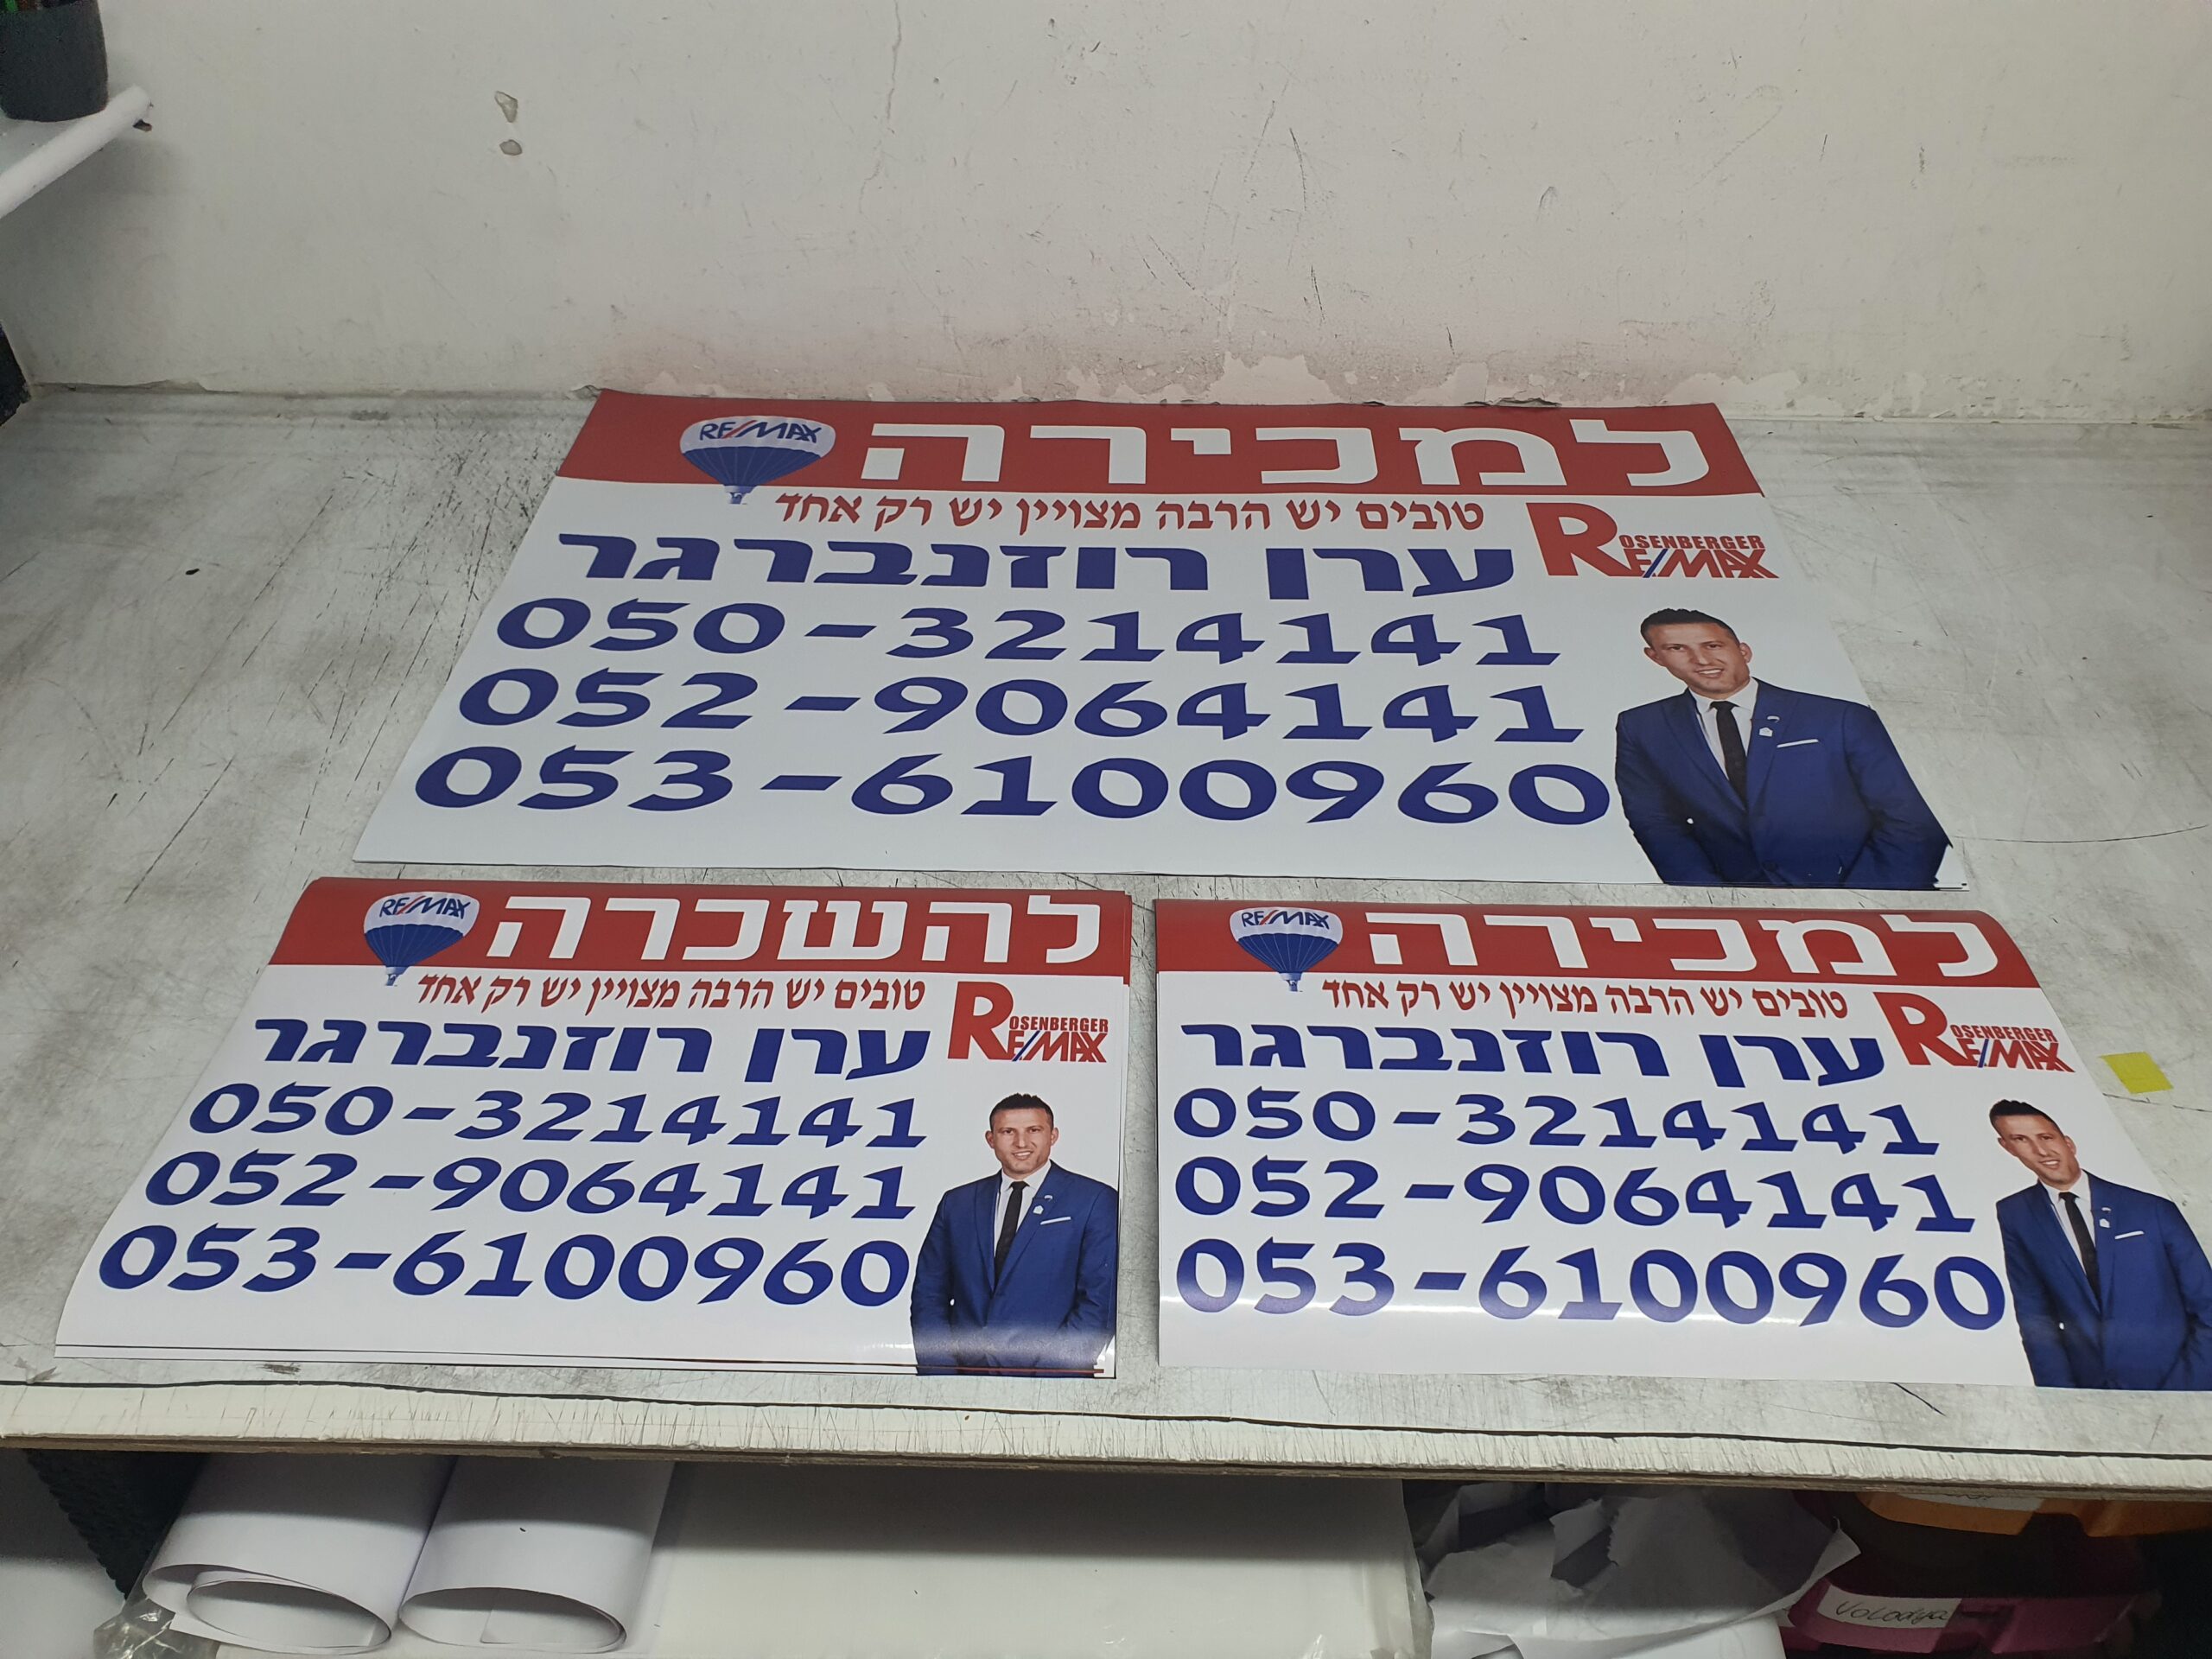 RE/MAX
למכירה
טובים יש הרבה מצויין יש רק אחד
ROSENBERGER
RE/MAX
ערן רוזנברגר
050-3214141
052-9064141
053-6100960
RE/MAX
להשכרה
טובים יש הרבה מצויין יש רק אחד
ROSENBERGER
RE/MAX
ערן רוזנברגר
050-3214141
052-9064141
053-6100960
RE/MAX
למכירה
טובים יש הרבה מצויין יש רק אחד
ROSENBERGER
RE/MAX
ערן רוזנברגר
050-3214141
052-9064141
053-6100960
Volodya